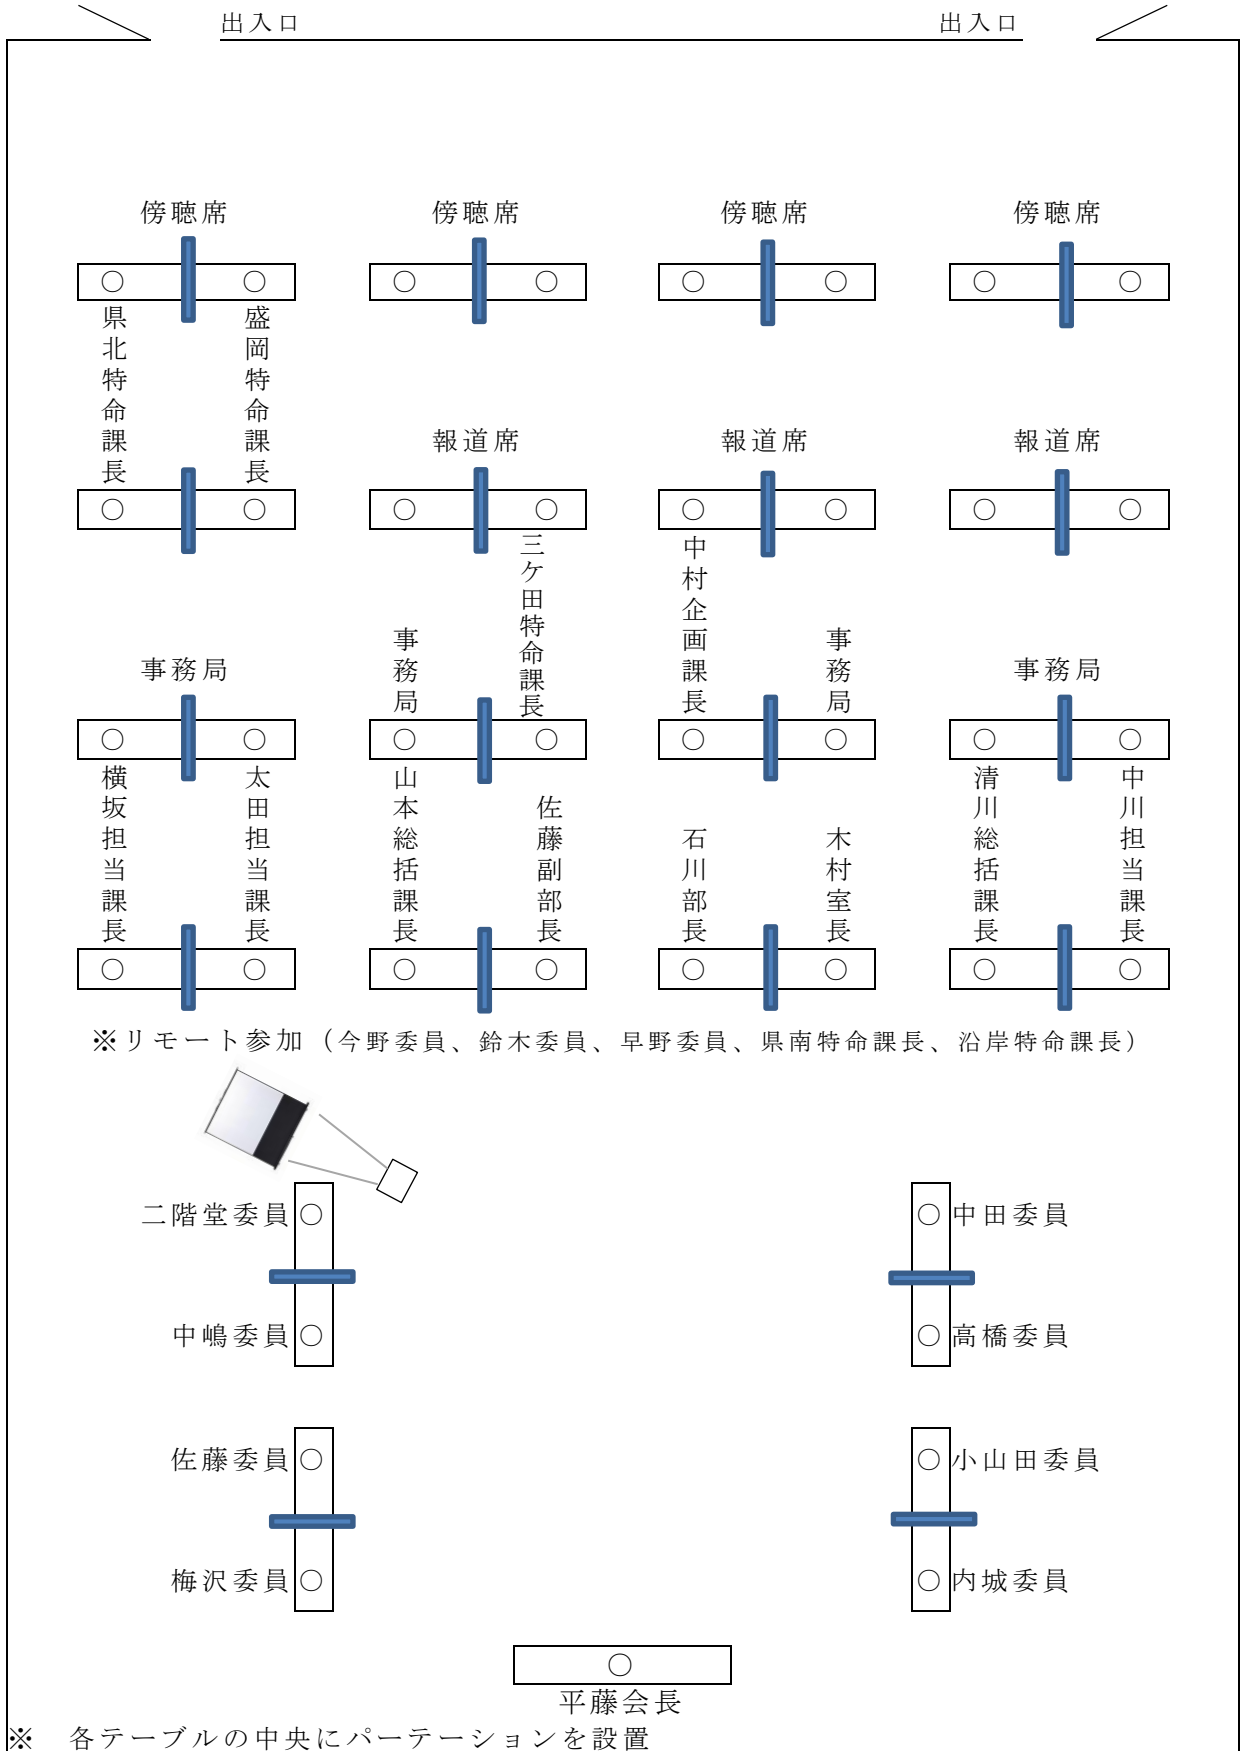 出入口
出入口
傍聴席
傍聴席
傍聴席
傍聴席
県北特命課長
盛岡特命課長
報道席
報道席
報道席
事務局
事務局
三ケ田特命課長
中村企画課長
事務局
事務局
横坂担当課長
太田担当課長
山本総括課長
佐藤副部長
石川部長
木村室長
清川総括課長
中川担当課長
※リモート参加（今野委員、鈴木委員、早野委員、県南特命課長、沿岸特命課長）
二階堂委員
中田委員
中嶋委員
高橋委員
佐藤委員
小山田委員
梅沢委員
内城委員
平藤会長
※　各テーブルの中央にパーテーションを設置